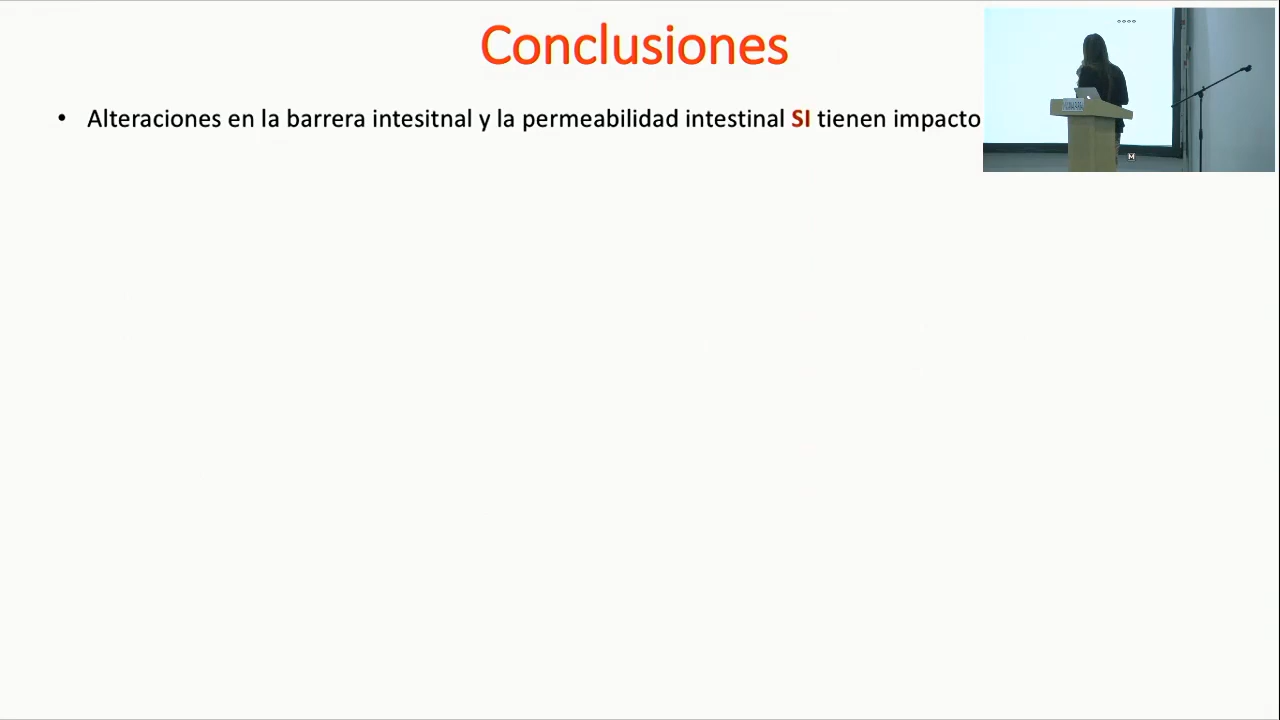 Conclusiones
• Alteraciones en la barrera intesitnal y la permeabilidad intestinal SI tienen impacto
M